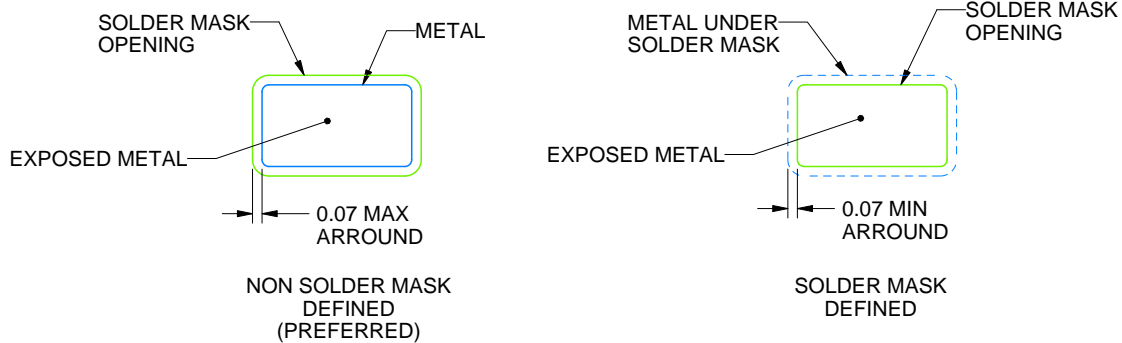 SOLDER MASK
OPENING
METAL
EXPOSED METAL
0.07 MAX
ARROUND
NON SOLDER MASK
DEFINED
(PREFERRED)
METAL UNDER
SOLDER MASK
SOLDER MASK
OPENING
EXPOSED METAL
0.07 MIN
ARROUND
SOLDER MASK
DEFINED